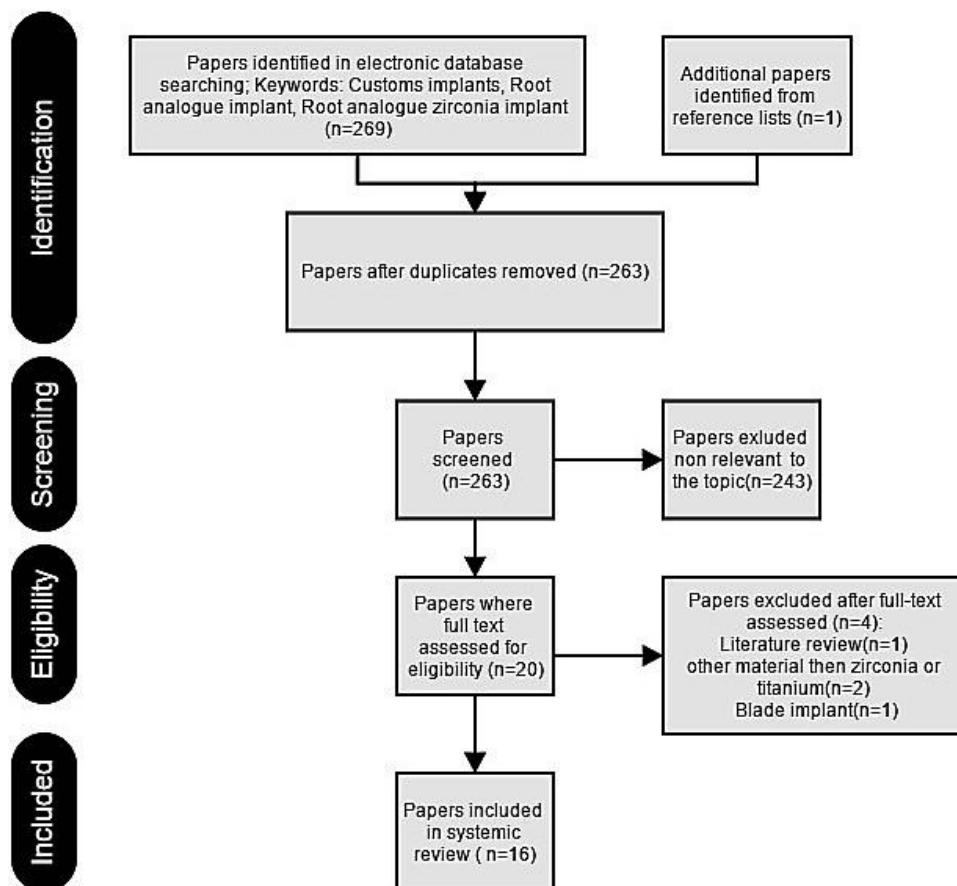 Identification
Papers identified in electronic database
searching; Keywords: Customs implants, Root
analogue implant, Root analogue zirconia implant
(n=269)
Additional papers
identified from
reference lists (n=1)
Papers after duplicates removed (n=263)
Screening
Papers
screened
(n=263)
Papers exluded
non relevant to
the topic(n=243)
Eligibility
Papers where
full text
assessed for
eligibility (n=20)
Papers excluded after full-text
assessed (n=4):
Literature review(n=1)
other material then zirconia or
titanium(n=2)
Blade implant(n=1)
Included
Papers included
in systemic
review ( n=16)